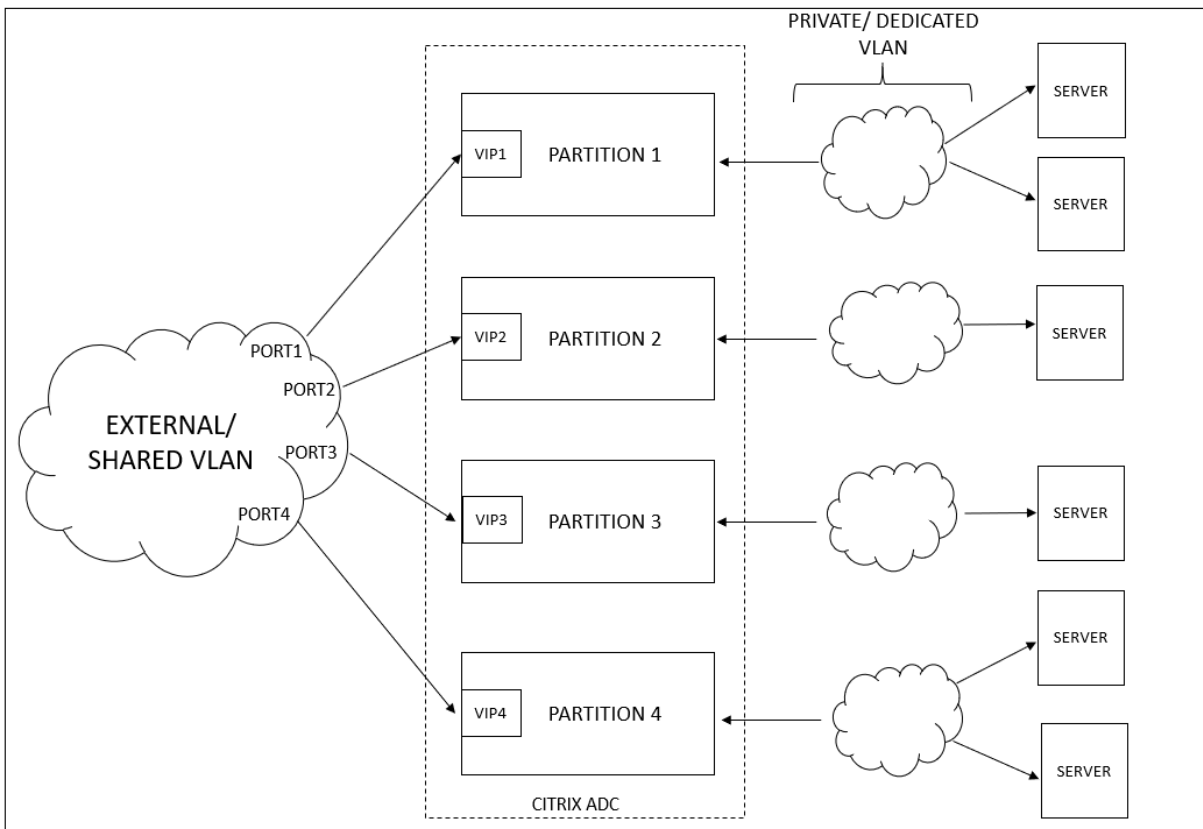 PRIVATE/ DEDICATED
VLAN
SERVER
VIP1
PARTITION 1
SERVER
VIP2
PARTITION 2
SERVER
PORT1
PORT2
EXTERNAL/
SHARED VLAN
PORT3
PORT4
VIP3
PARTITION 3
SERVER
SERVER
VIP4
PARTITION 4
SERVER
CITRIX ADC